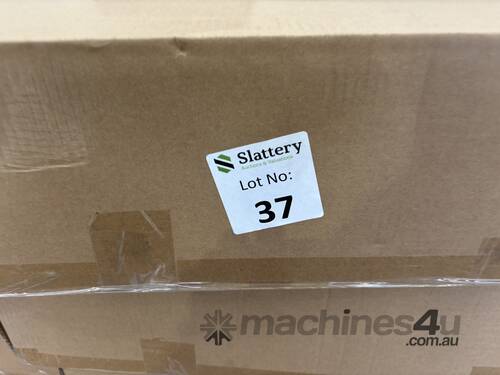 Slattery
Auctions & Valuations
Lot No:
37
machines4u
.com.au